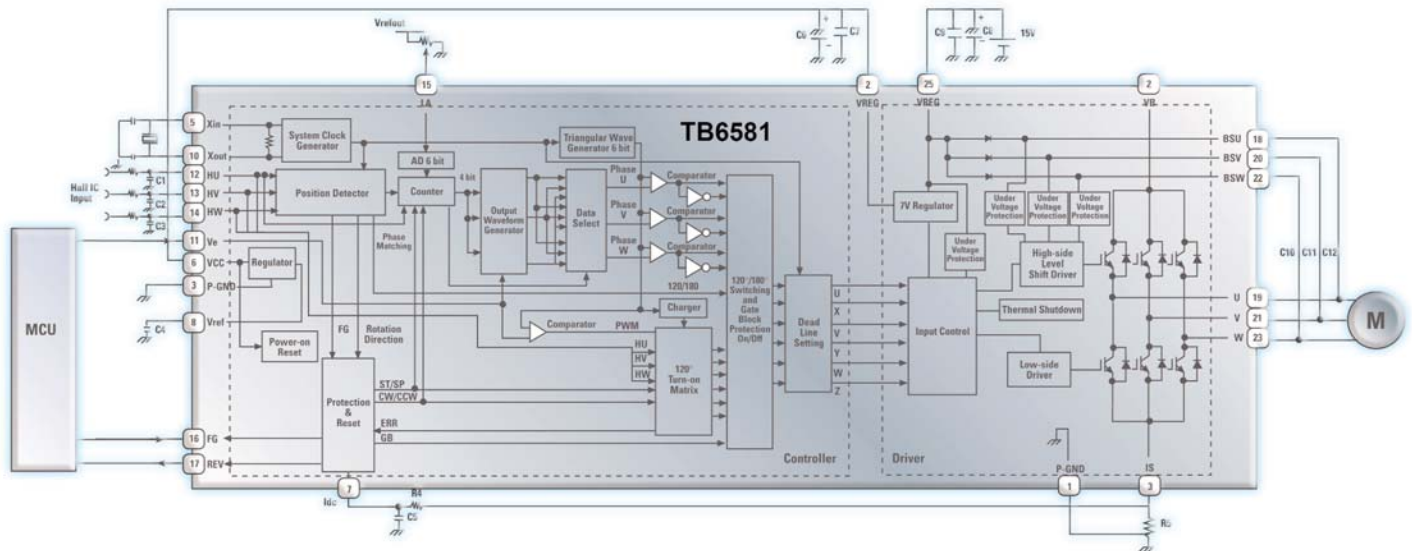 Vrefout
C6
C7
C9
C8
15V
15
2
25
2
LA
VREG
VREG
VB
TB6581
5
Xin
System Clock
Generator
Triangular Wave
Generator 6 bit
BSU
18
10
Xout
AD 6 bit
BSV
20
12
HU
Position Detector
Counter
4 bit
Phase
U
Comparator
BSW
22
Hall IC
Input
C1
C2
C3
13
HV
14
HW
Output
Waveform
Generator
Data
Select
Phase
V
Comparator
Phase
W
Comparator
7V Regulator
Under
Voltage
Protection
Under
Voltage
Protection
Under
Voltage
Protection
Under
Voltage
Protection
High-side
Level
Shift Driver
Phase
Matching
C10
C11
C12
11
Ve
6
VCC
Regulator
3
P-GND
120/180
120°/180°
Switching
and
Gate
Block
Protection
On/Off
MCU
C4
8
Vref
Power-on
Reset
FG
Rotation
Direction
Comparator
PWM
Charger
HU
HV
HW
120°
Turn-on
Matrix
Dead
Line
Setting
U
X
V
Y
W
Z
Input Control
Thermal Shutdown
Low-side
Driver
U
19
V
21
W
23
M
Protection
&
Reset
ST/SP
CW/CCW
ERR
GB
16
FG
17
REV
Controller
Driver
P-GND
IS
7
1
3
Idc
R4
C5